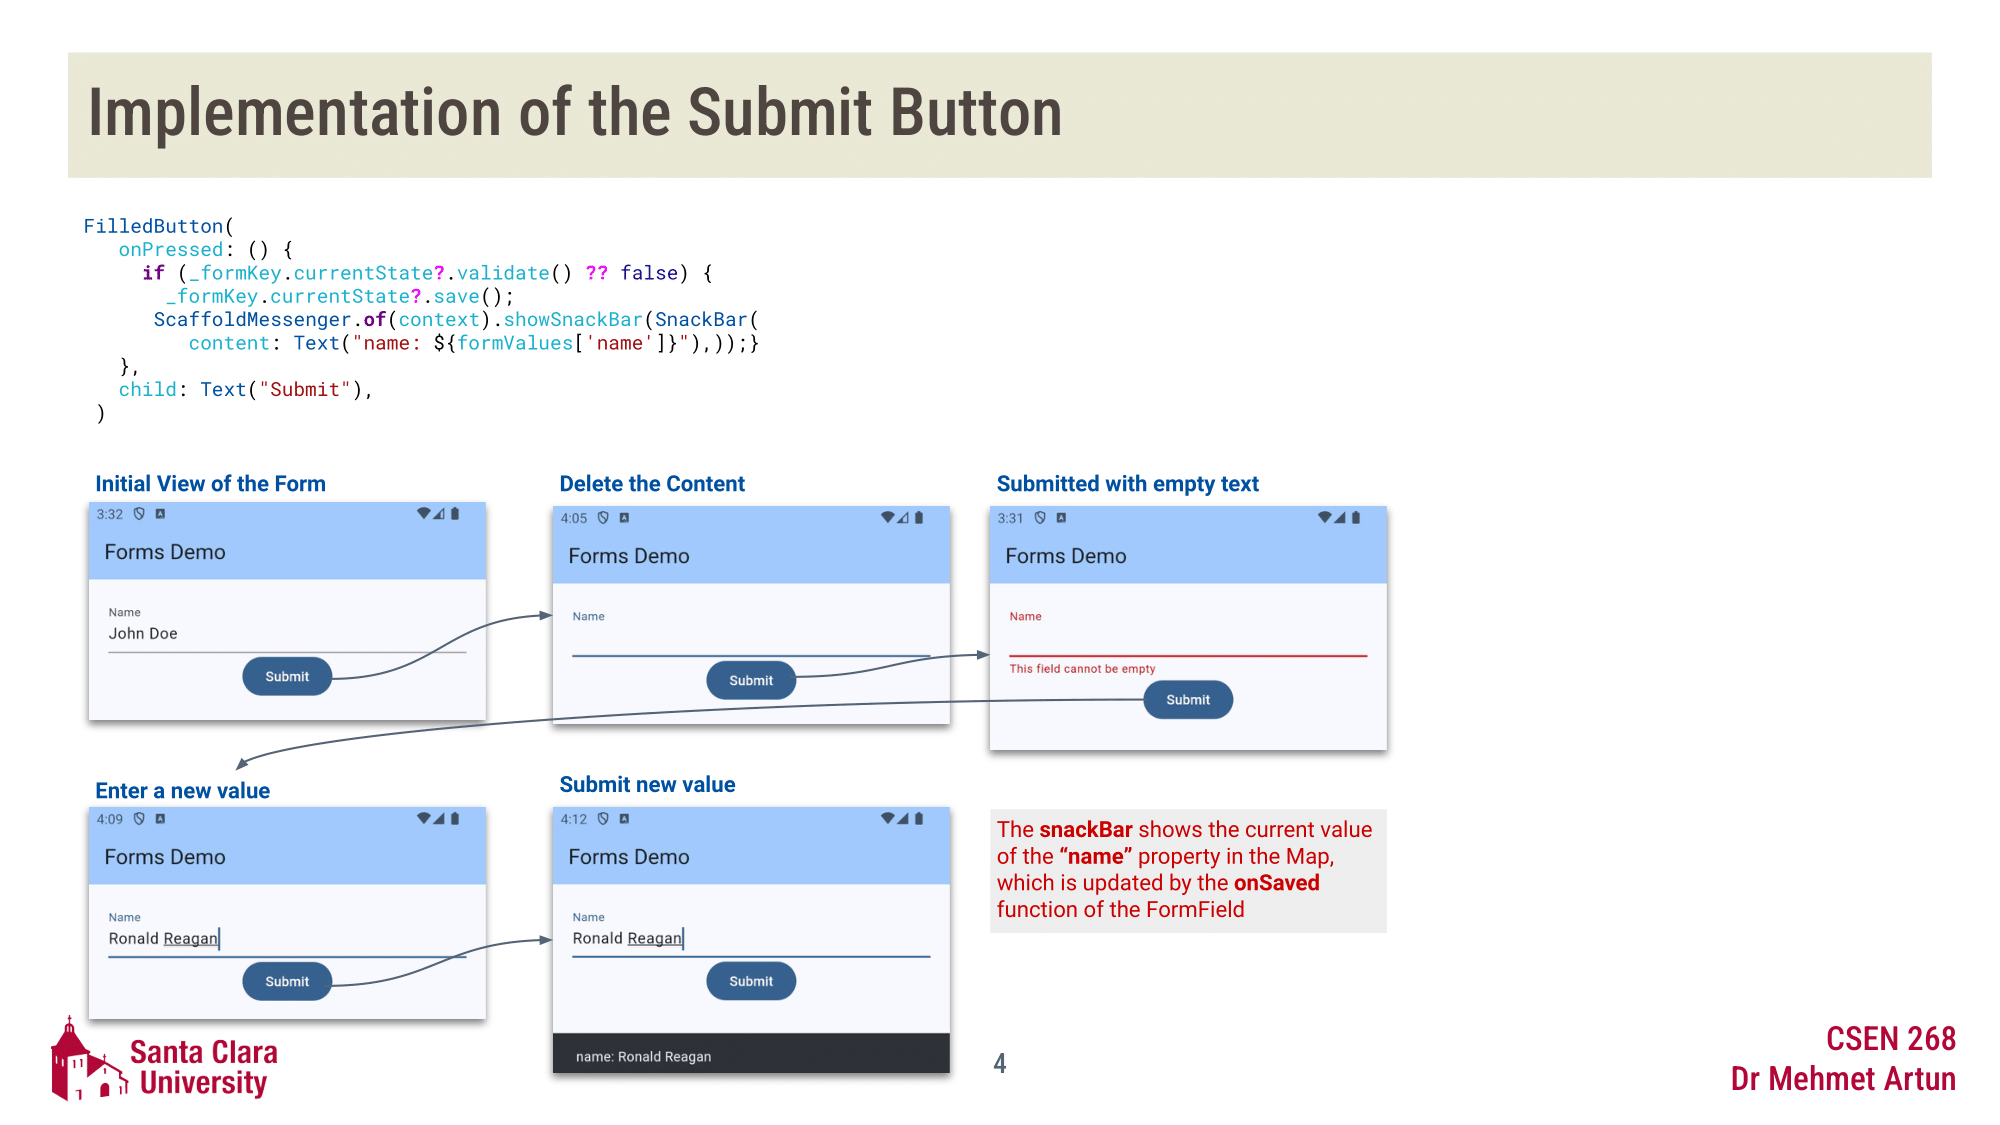 Implementation of the Submit Button
FilledButton(
onPressed: () {
if (_formKey.currentState?.validate() ?? false) {
_formKey.currentState?.save();
ScaffoldMessenger.of(context).showSnackBar(SnackBar(
content: Text("name: ${formValues['name']}"),));}
},
child: Text("Submit"),
)
Initial View of the Form
3:32
Forms Demo
Name
John Doe
Submit
Delete the Content
4:05
Forms Demo
Name
Submit
Submitted with empty text
3:31
Forms Demo
Name
This field cannot be empty
Submit
Enter a new value
4:09
Forms Demo
Name
Ronald Reagan
Submit
Submit new value
4:12
Forms Demo
Name
Ronald Reagan
Submit
name: Ronald Reagan
The snackBar shows the current value
of the “name” property in the Map,
which is updated by the onSaved
function of the FormField
Santa Clara
University
4
CSEN 268
Dr Mehmet Artun